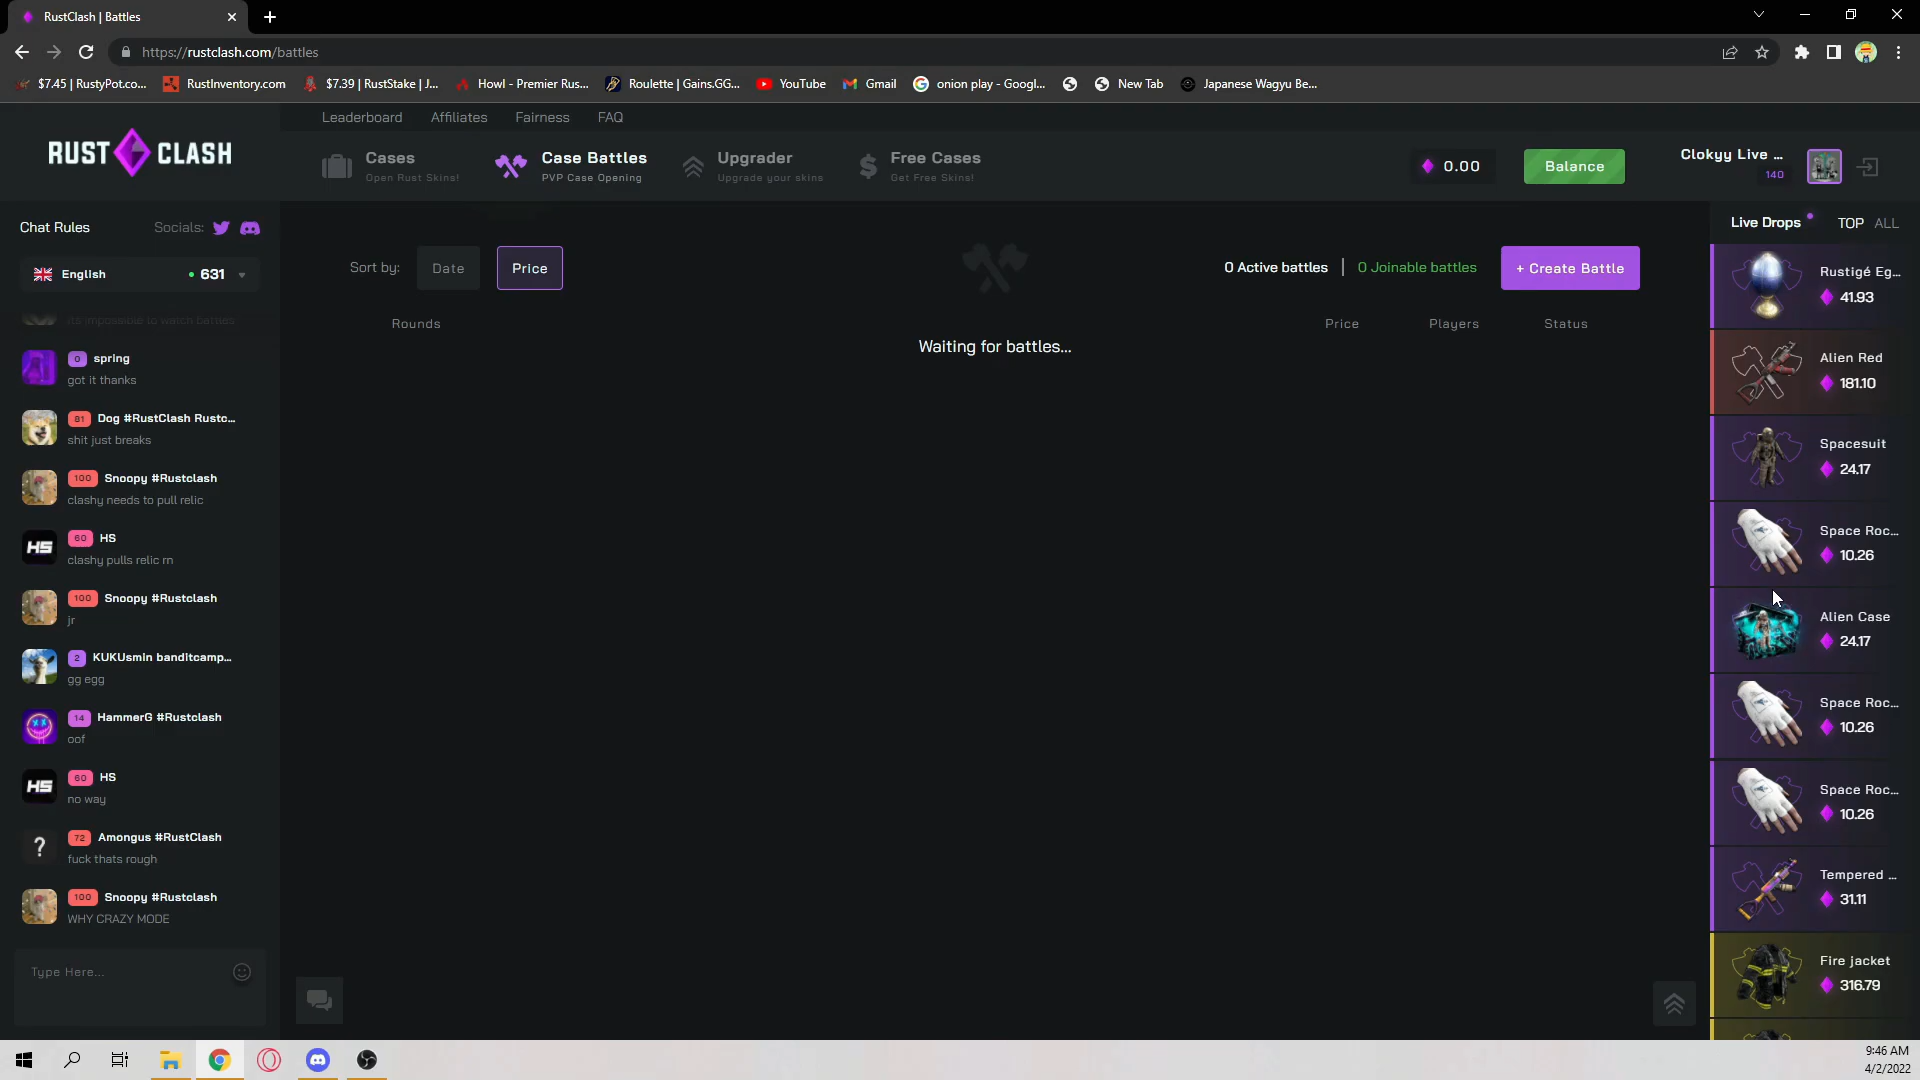 RustClash | Battles
https://rustclash.com/battles
$7.45 | RustyPot.co...
RustInventory.com
$7.39 | RustStake | J...
Howl - Premier Rus...
Roulette | Gains.GG...
YouTube
Gmail
onion play - Googl...
New Tab
Japanese Wagyu Be...
RUST CLASH
Leaderboard
Affiliates
Fairness
FAQ
Cases
Open Rust Skins!
Case Battles
PVP Case Opening
Upgrader
Upgrade your skins
Free Cases
Get Free Skins!
0.00
Balance
Clokyy Live ...
140
Chat Rules
Socials:
English
631
its impossible to watch battles
0 spring
got it thanks
81 Dog #RustClash Rustc...
shit just breaks
100 Snoopy #Rustclash
clashy needs to pull relic
60 HS
clashy pulls relic rn
100 Snoopy #Rustclash
jr
2 KUKUsmin banditcamp...
gg egg
14 HammerG #Rustclash
oof
HS
60 HS
no way
72 Amongus #RustClash
fuck thats rough
100 Snoopy #Rustclash
WHY CRAZY MODE
Type Here...
Sort by:
Date
Price
0 Active battles | 0 Joinable battles
+ Create Battle
Rounds
Price
Players
Status
Waiting for battles...
Live Drops
TOP
ALL
Rustigé Eg...
41.93
Alien Red
181.10
Spacesuit
24.17
Space Roc...
10.26
Alien Case
24.17
Space Roc...
10.26
Space Roc...
10.26
Tempered ...
31.11
Fire jacket
316.79
9:46 AM
4/2/2022